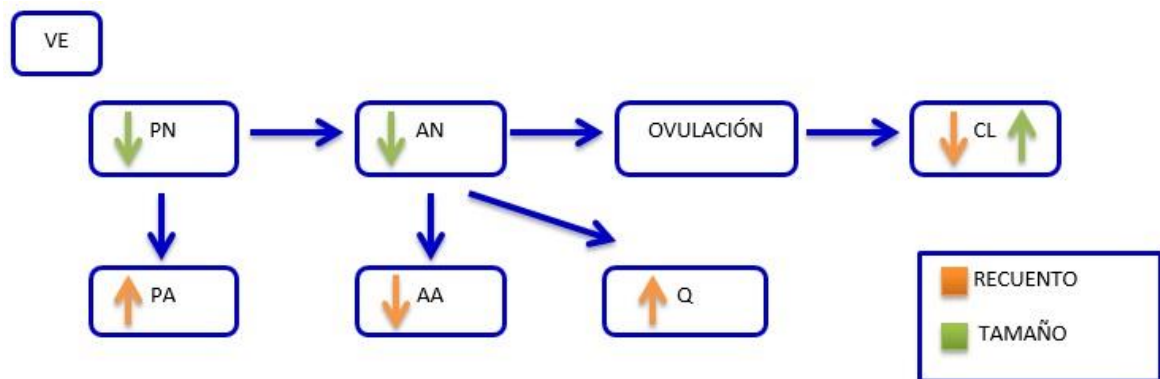 VE
PN
AN
OVULACIÓN
CL
PA
AA
Q
RECUENTO
TAMAÑO